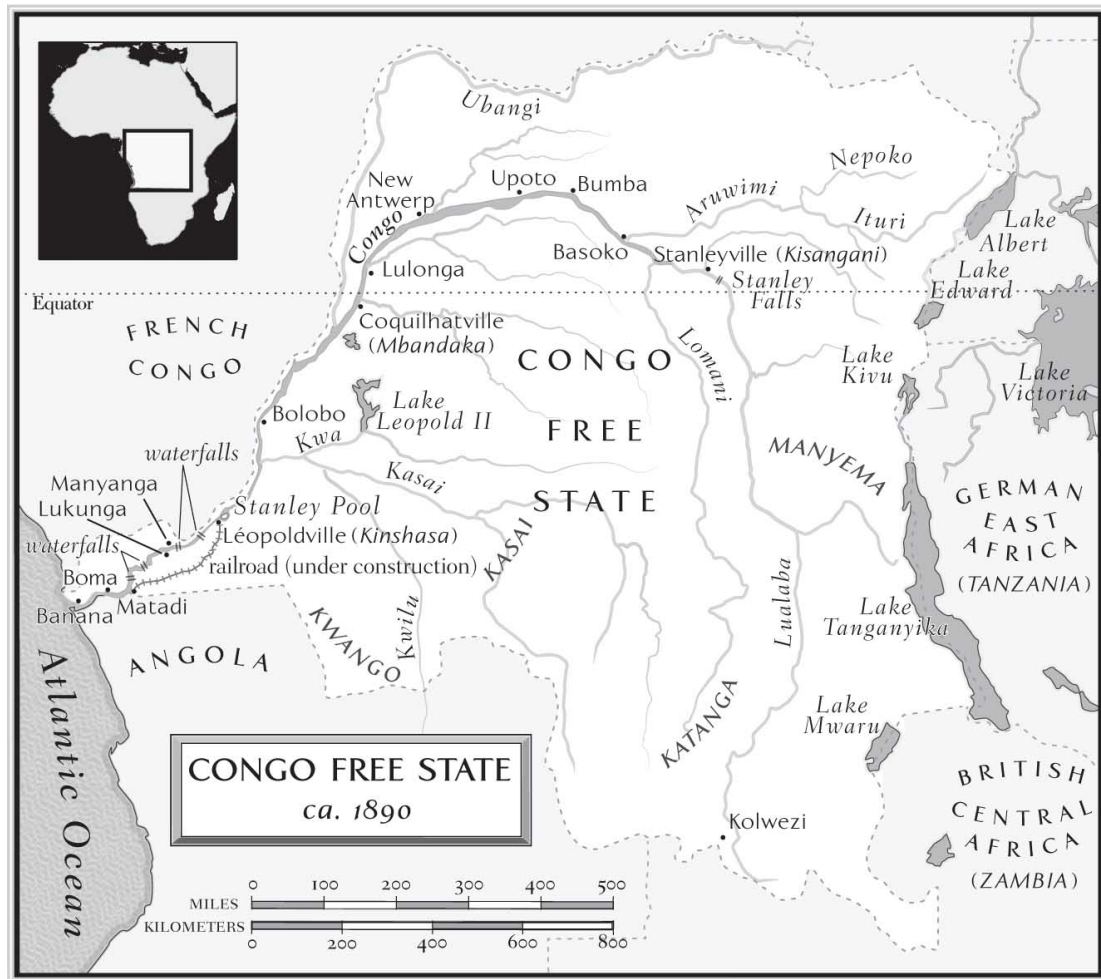 Ubangi
Nepoko
New
Antwerp
Upoto
Bumba
Aruwimi
Ituri
Congo
Lake
Albert
Basoko
Stanleyville (Kisangani)
Lulonga
Stanley
Falls
Lake
Edward
Equator
FRENCH
CONGO
Coquilhatville
(Mbandaka)
CONGO
FREE
STATE
Lomani
Lake
Kivu
Lake
Victoria
Lake
Leopold II
Bolobo
Kwa
Kasai
MANYEMA
waterfalls
Manyanga
Lukunga
waterfalls
Stanley Pool
Léopoldville (Kinshasa)
railroad (under construction)
Boma
Banana
Matadi
KASAI
GERMAN
EAST
AFRICA
(TANZANIA)
ANGOLA
KWANGO
Kwilu
Lualaba
Lake
Tanganyika
Atlantic Ocean
KATANGA
Lake
Mwaru
CONGO FREE STATE
ca. 1890
Kolwezi
BRITISH
CENTRAL
AFRICA
(ZAMBIA)
0 100 200 300 400 500
MILES
KILOMETERS
0 200 400 600 800